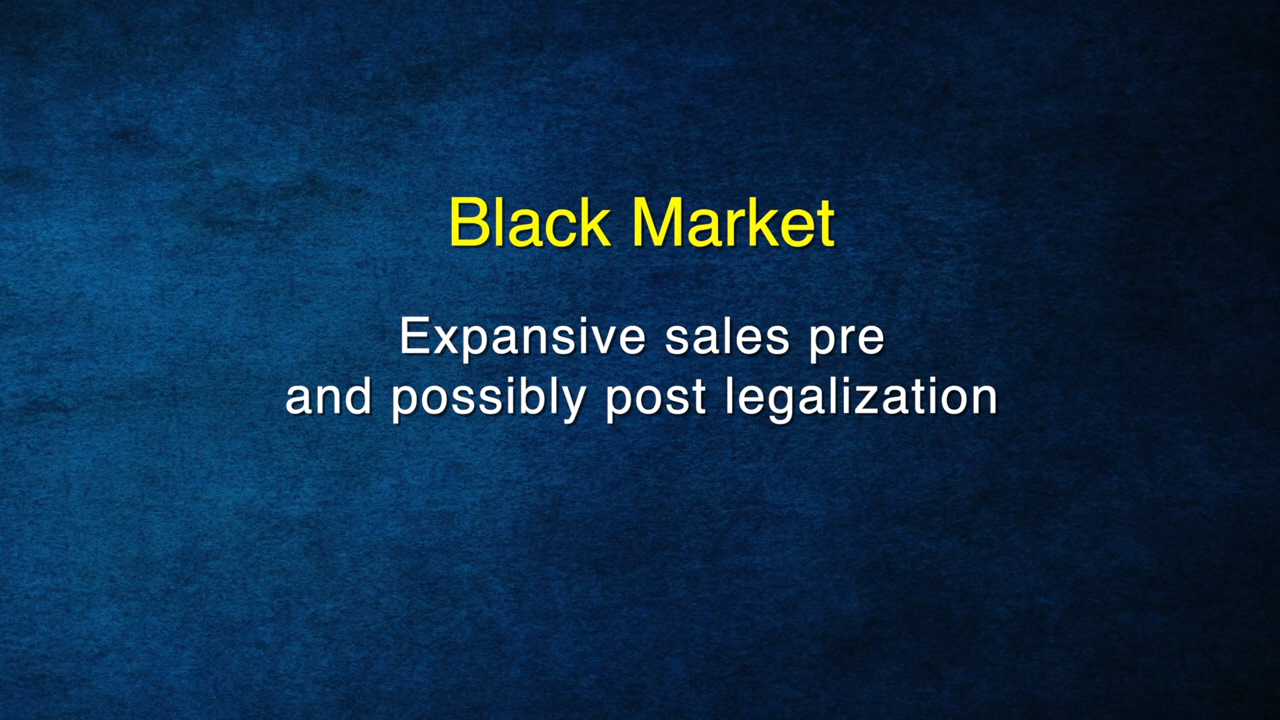 Black Market
Expansive sales pre
and possibly post legalization